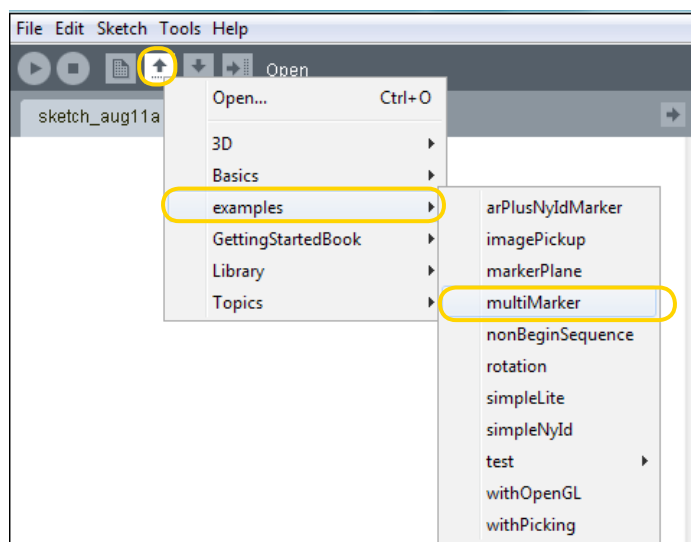 File Edit Sketch Tools Help
Open
sketch_aug11a
Open... Ctrl+O
3D
Basics
examples
GettingStartedBook
Library
Topics
arPlusNyIdMarker
imagePickup
markerPlane
multiMarker
nonBeginSequence
rotation
simpleLite
simpleNyId
test
withOpenGL
withPicking